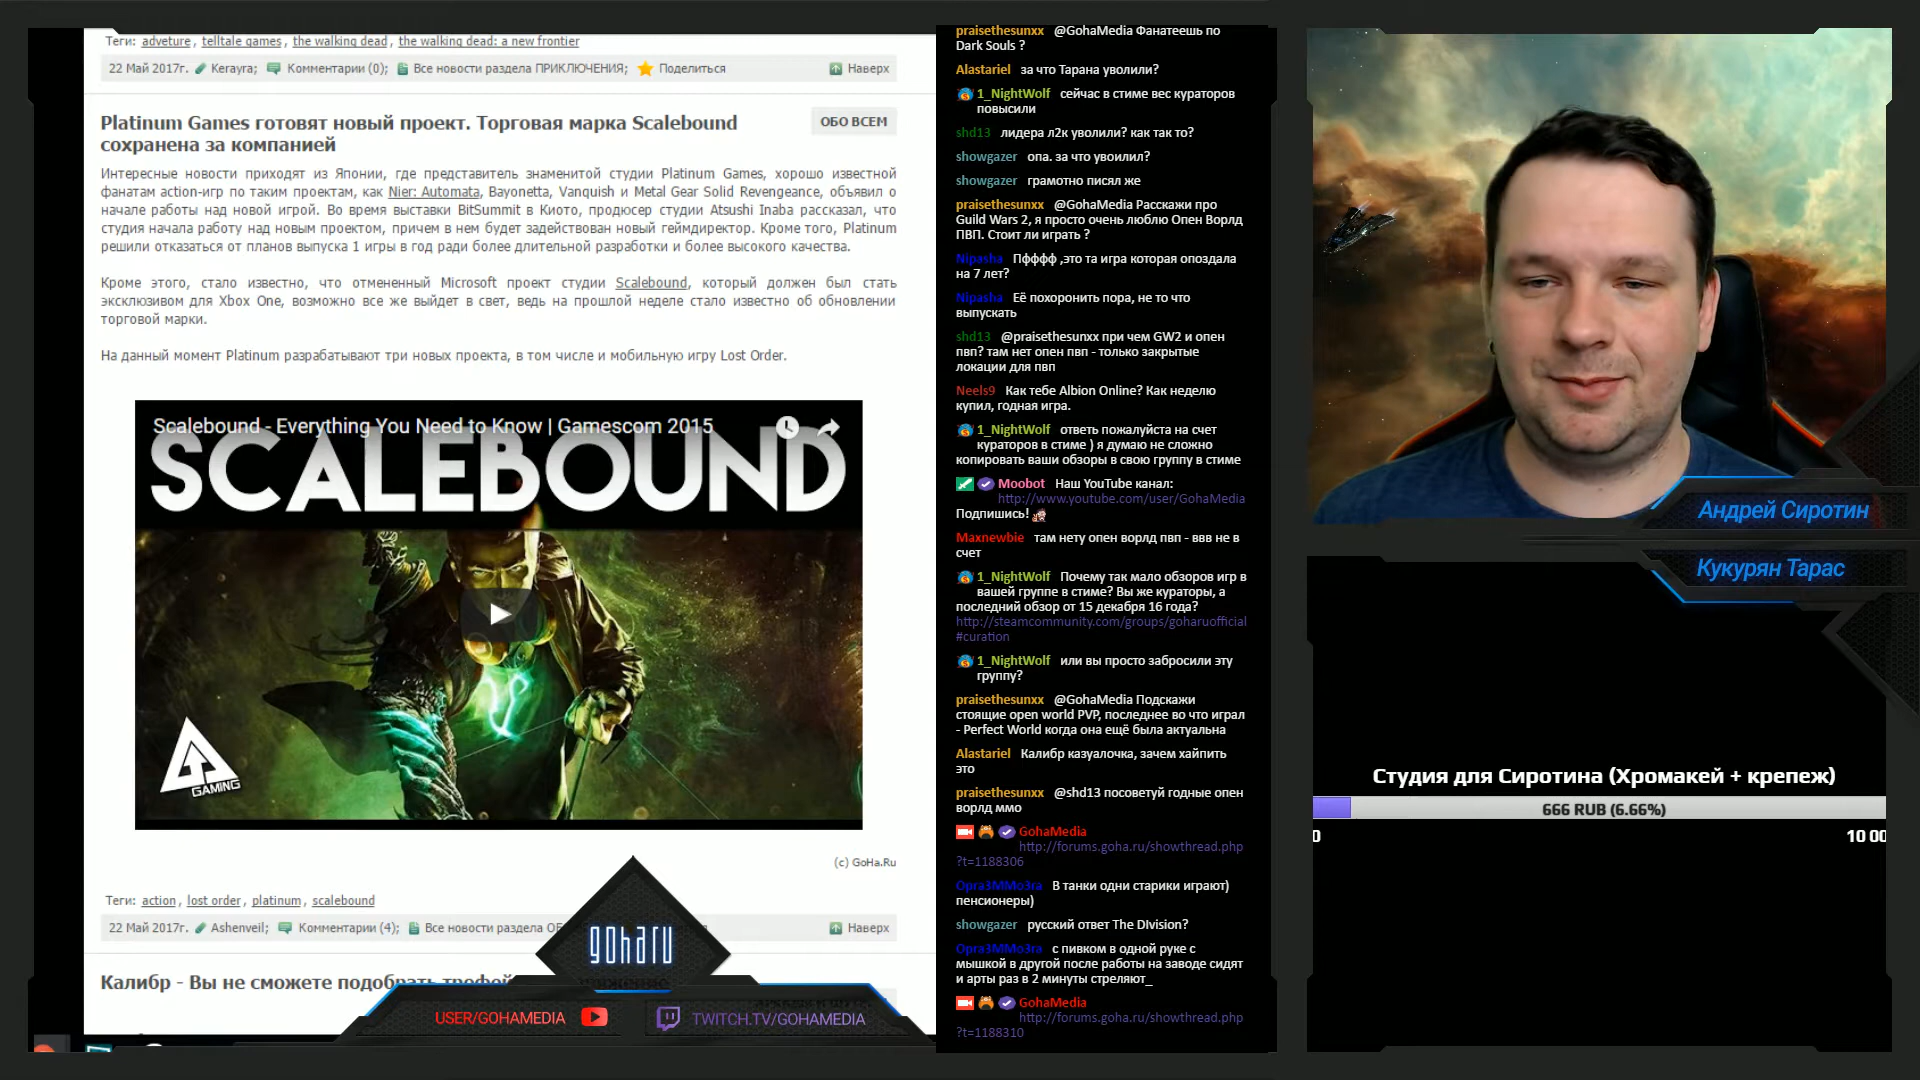 Теги: adveture , telltale games , the walking dead , the walking dead: a new frontier
22 Май 2017г. Kerayra; Комментарии (0); Все новости раздела ПРИКЛЮЧЕНИЯ; Поделиться Наверх
Platinum Games готовят новый проект. Торговая марка Scalebound
сохранена за компанией
ОБО ВСЕМ
Интересные новости приходят из Японии, где представитель знаменитой студии Platinum Games, хорошо известной
фанатам action-игр по таким проектам, как Nier: Automata, Bayonetta, Vanquish и Metal Gear Solid Revengeance, объявил о
начале работы над новой игрой. Во время выставки BitSummit в Киото, продюсер студии Atsushi Inaba рассказал, что
студия начала работу над новым проектом, причем в нем будет задействован новый геймдиректор. Кроме того, Platinum
решили отказаться от планов выпуска 1 игры в год ради более длительной разработки и более высокого качества.
Кроме этого, стало известно, что отмененный Microsoft проект студии Scalebound, который должен был стать
эксклюзивом для Xbox One, возможно все же выйдет в свет, ведь на прошлой неделе стало известно об обновлении
торговой марки.
На данный момент Platinum разрабатывают три новых проекта, в том числе и мобильную игру Lost Order.
Scalebound - Everything You Need to Know | Gamescom 2015
SCALEBOUND
GAMING
(c) GoHa.Ru
Теги: action , lost order , platinum , scalebound
22 Май 2017г. Ashenveil; Комментарии (4); Все новости раздела Наверх
Калибр - Вы не сможете подобрать
goharu
USER/GOHAMEDIA
TWITCH.TV/GOHAMEDIA
praisethesunxx @GohaMedia Фанатеешь по
Dark Souls ?
Alastariel за что Тарана уволили?
1_NightWolf сейчас в стиме вес кураторов
повысили
shd13 лидера л2к уволили? как так то?
showgazer опа. за что увоилил?
showgazer грамотно писял же
praisethesunxx @GohaMedia Расскажи про
Guild Wars 2, я просто очень люблю Опен Ворлд
ПВП. Стоит ли играть ?
Nipasha Пфффф ,это та игра которая опоздала
на 7 лет?
Nipasha Её похоронить пора, не то что
выпускать
shd13 @praisethesunxx при чем GW2 и опен
пвп? там нет опен пвп - только закрытые
локации для пвп
Neels9 Как тебе Albion Online? Как неделю
купил, годная игра.
1_NightWolf ответь пожалуйста на счет
кураторов в стиме ) я думаю не сложно
копировать ваши обзоры в свою группу в стиме
Moobot Наш YouTube канал:
http://www.youtube.com/user/GohaMedia
Подпишись!
Maxnewbie там нету опен ворлд пвп - ввв не в
счет
1_NightWolf Почему так мало обзоров игр в
вашей группе в стиме? Вы же кураторы, а
последний обзор от 15 декабря 16 года?
http://steamcommunity.com/groups/goharuofficial
#curation
1_NightWolf или вы просто забросили эту
группу?
praisethesunxx @GohaMedia Подскажи
стоящие open world PVP, последнее во что играл
- Perfect World когда она ещё была актуальна
Alastariel Калибр казуалочка, зачем хайпить
это
praisethesunxx @shd13 посоветуй годные опен
ворлд ммо
GohaMedia
http://forums.goha.ru/showthread.php
?t=1188306
Opra3MMo3ra В танки одни старики играют)
пенсионеры)
showgazer русский ответ The DIvision?
Opra3MMo3ra с пивком в одной руке с
мышкой в другой после работы на заводе сидят
и арты раз в 2 минуты стреляют_
GohaMedia
http://forums.goha.ru/showthread.php
?t=1188310
Андрей Сиротин
Кукурян Тарас
Студия для Сиротина (Хромакей + крепеж)
666 RUB (6.66%)
0 10 00